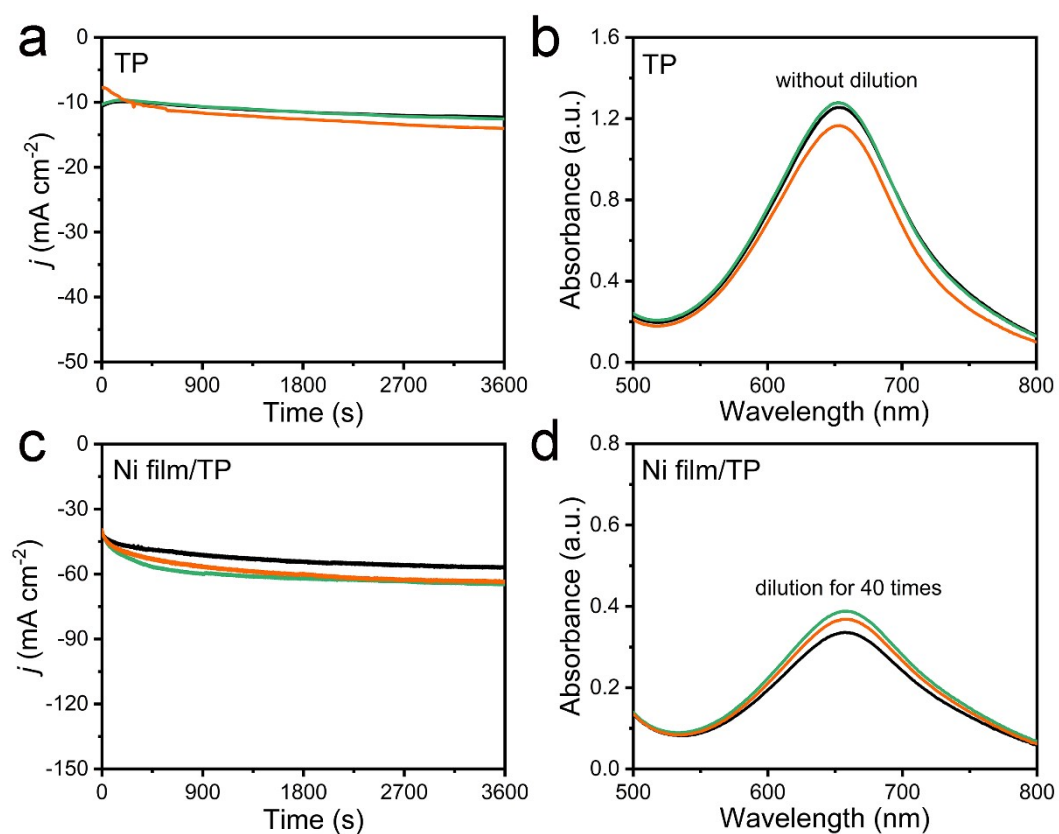 a
TP
0
-10
-20
-30
-40
-50
j (mA cm-2)
0 900 1800 2700 3600
Time (s)
b
TP
without dilution
1.6
1.2
0.8
0.4
0.0
Absorbance (a.u.)
500 600 700 800
Wavelength (nm)
c
Ni film/TP
0
-30
-60
-90
-120
-150
j (mA cm-2)
0 900 1800 2700 3600
Time (s)
d
Ni film/TP
dilution for 40 times
0.8
0.6
0.4
0.2
0.0
Absorbance (a.u.)
500 600 700 800
Wavelength (nm)